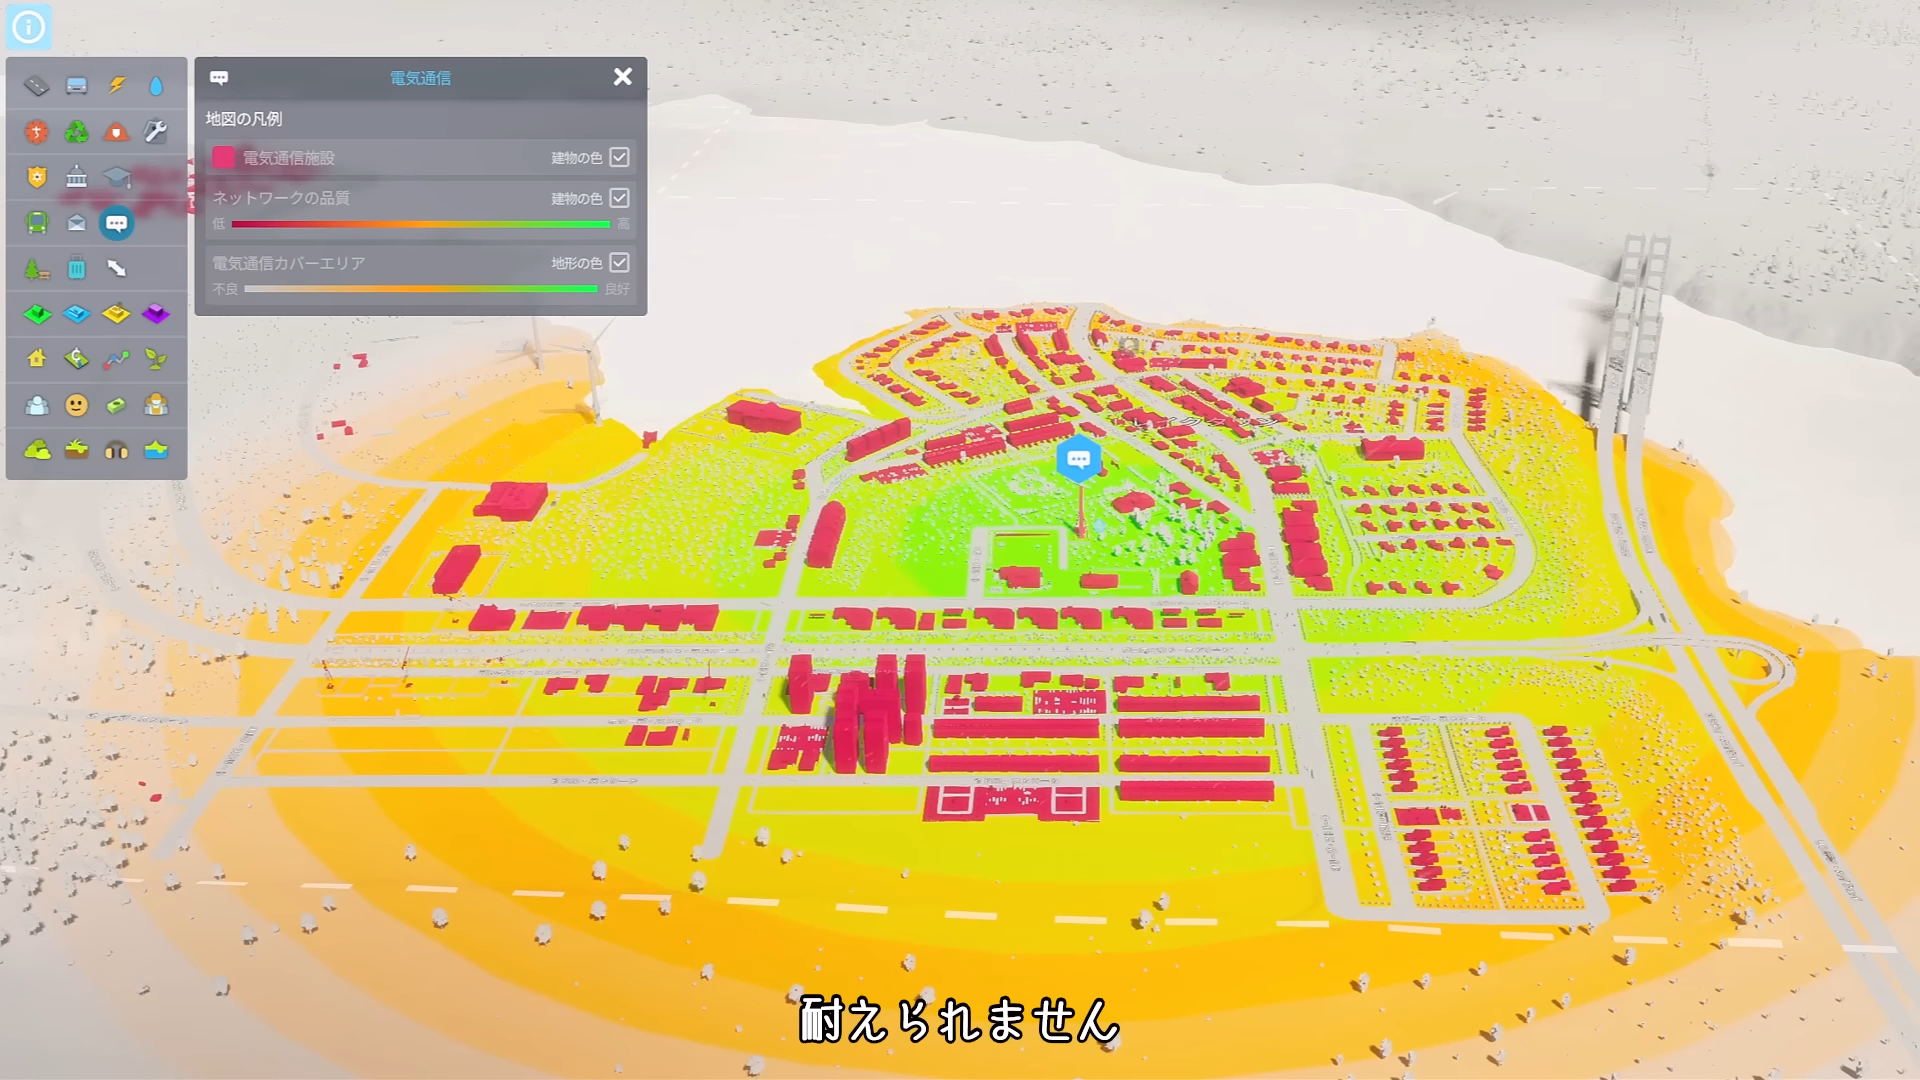 電気通信
地図の凡例
電気通信施設 建物の色
ネットワークの品質 建物の色
低 高
電気通信カバーエリア 地形の色
不良 良好
耐えられません